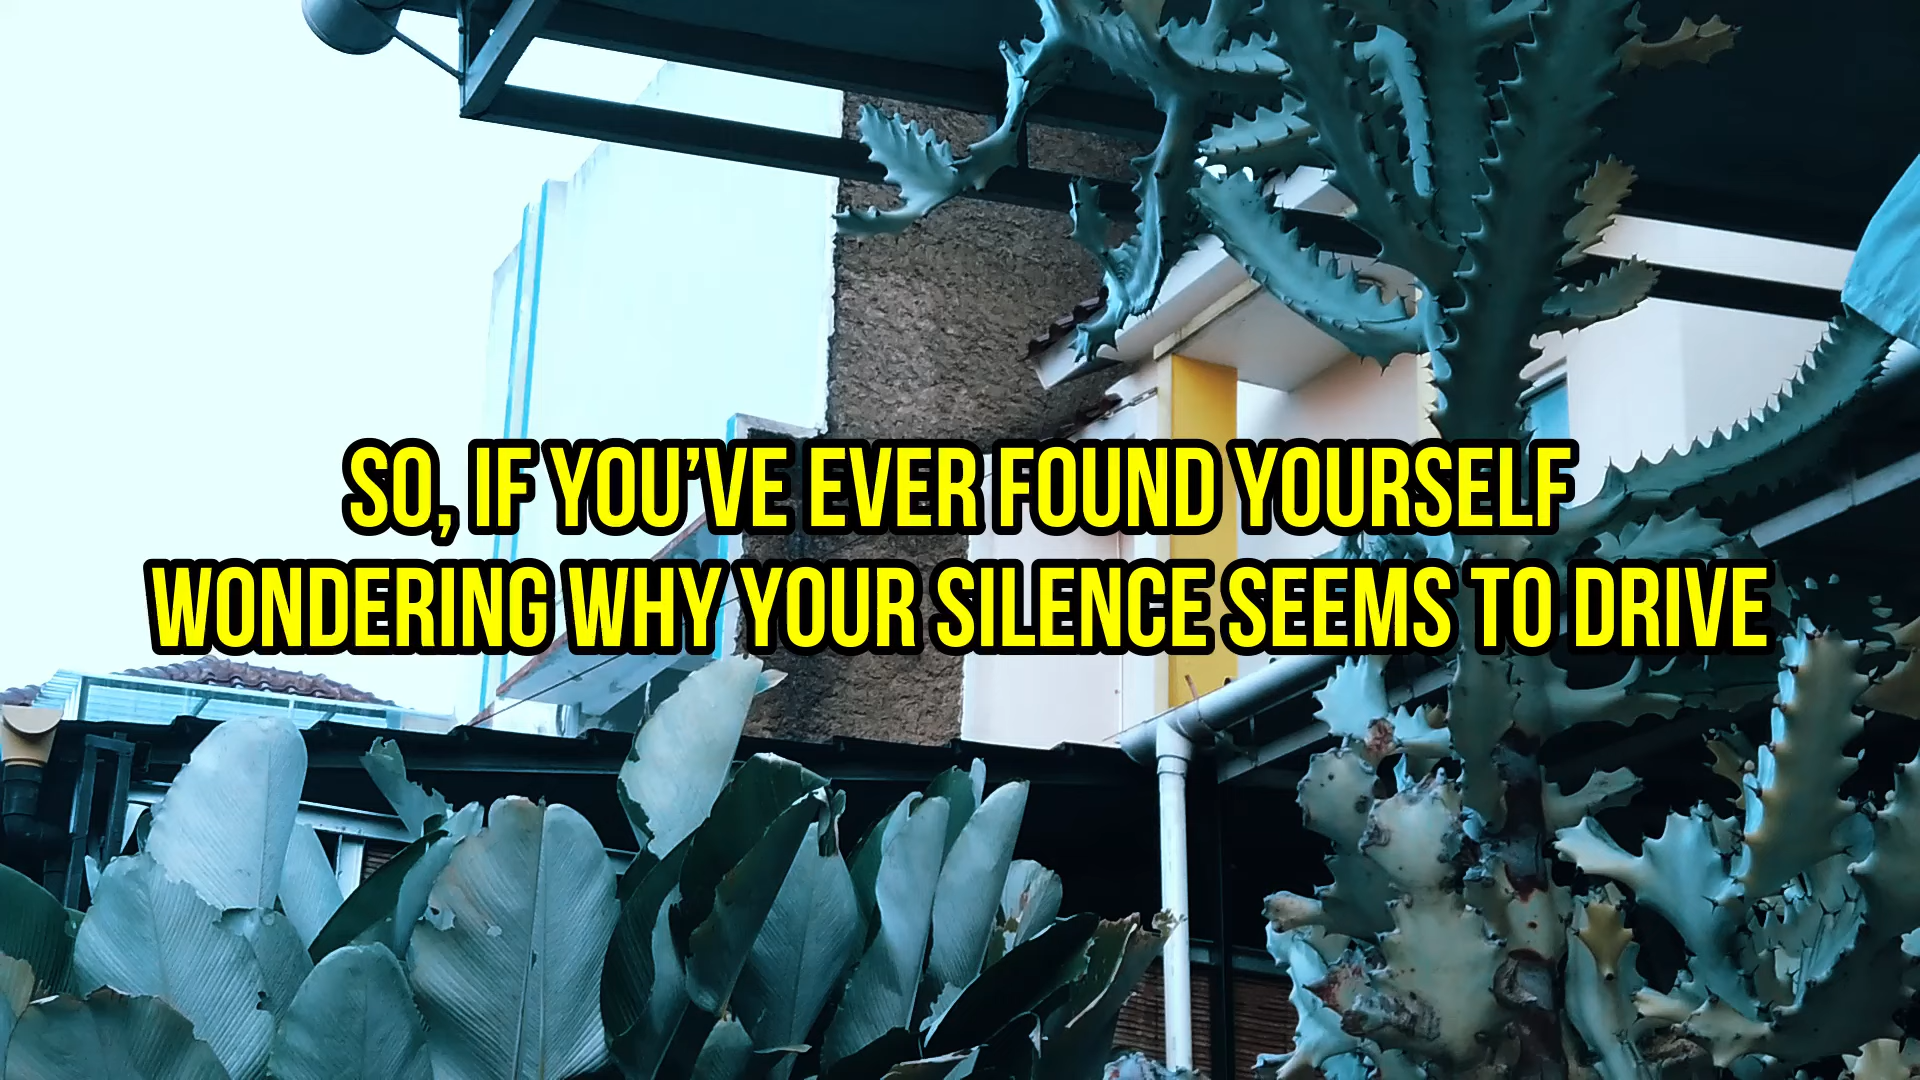 SO, IF YOU’VE EVER FOUND YOURSELF
WONDERING WHY YOUR SILENCE SEEMS TO DRIVE